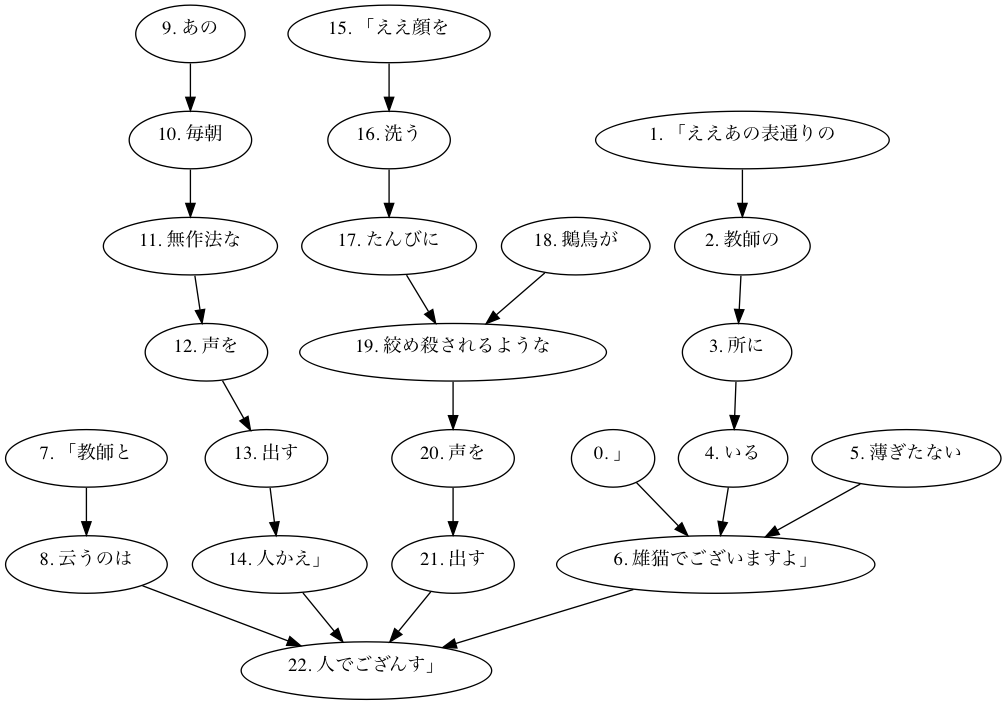 9. あの
15. 「ええ顔を
10. 毎朝
16. 洗う
1. 「ええあの表通りの
11. 無作法な
17. たんびに
18. 鵝鳥が
2. 教師の
12. 声を
19. 絞め殺されるような
3. 所に
7. 「教師と
13. 出す
20. 声を
0. 」
4. いる
5. 薄ぎたない
8. 云うのは
14. 人かえ」
21. 出す
6. 雄猫でございますよ」
22. 人でござんす」